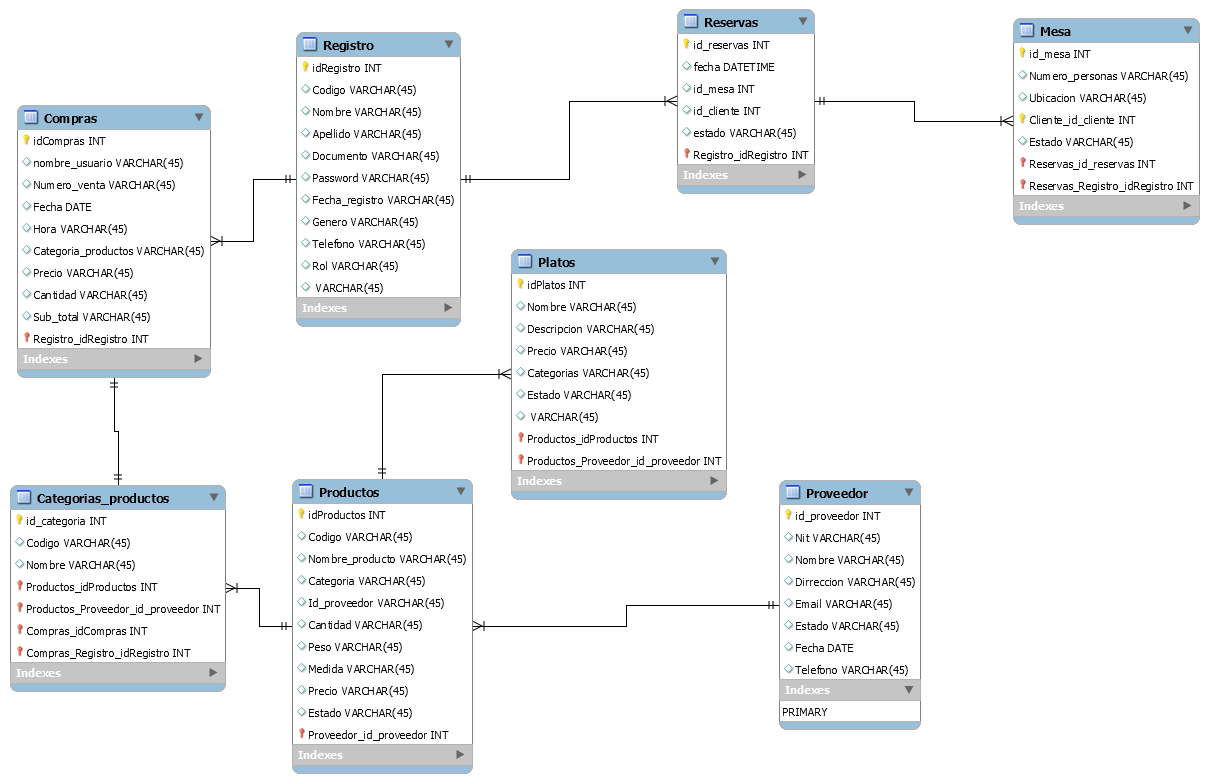 Compras
idCompras INT
nombre_usuario VARCHAR(45)
Numero_venta VARCHAR(45)
Fecha DATE
Hora VARCHAR(45)
Categoria_productos VARCHAR(45)
Precio VARCHAR(45)
Cantidad VARCHAR(45)
Sub_total VARCHAR(45)
Registro_idRegistro INT
Indexes
Registro
idRegistro INT
Codigo VARCHAR(45)
Nombre VARCHAR(45)
Apellido VARCHAR(45)
Documento VARCHAR(45)
Password VARCHAR(45)
Fecha_registro VARCHAR(45)
Genero VARCHAR(45)
Telefono VARCHAR(45)
Rol VARCHAR(45)
VARCHAR(45)
Indexes
Reservas
id_reservas INT
fecha DATETIME
id_mesa INT
id_cliente INT
estado VARCHAR(45)
Registro_idRegistro INT
Indexes
Mesa
id_mesa INT
Numero_personas VARCHAR(45)
Ubicacion VARCHAR(45)
Cliente_id_cliente INT
Estado VARCHAR(45)
Reservas_id_reservas INT
Reservas_Registro_idRegistro INT
Indexes
Platos
idPlatos INT
Nombre VARCHAR(45)
Descripcion VARCHAR(45)
Precio VARCHAR(45)
Categorias VARCHAR(45)
Estado VARCHAR(45)
VARCHAR(45)
Productos_idProductos INT
Productos_Proveedor_id_proveedor INT
Indexes
Categorias_productos
id_categoria INT
Codigo VARCHAR(45)
Nombre VARCHAR(45)
Productos_idProductos INT
Productos_Proveedor_id_proveedor INT
Compras_idCompras INT
Compras_Registro_idRegistro INT
Indexes
Productos
idProductos INT
Codigo VARCHAR(45)
Nombre_producto VARCHAR(45)
Categoria VARCHAR(45)
Id_proveedor VARCHAR(45)
Cantidad VARCHAR(45)
Peso VARCHAR(45)
Medida VARCHAR(45)
Precio VARCHAR(45)
Estado VARCHAR(45)
Proveedor_id_proveedor INT
Indexes
Proveedor
id_proveedor INT
Nit VARCHAR(45)
Nombre VARCHAR(45)
Dirreccion VARCHAR(45)
Email VARCHAR(45)
Estado VARCHAR(45)
Fecha DATE
Telefono VARCHAR(45)
Indexes
PRIMARY